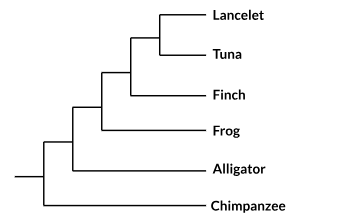 Lancelet
Tuna
Finch
Frog
Alligator
Chimpanzee